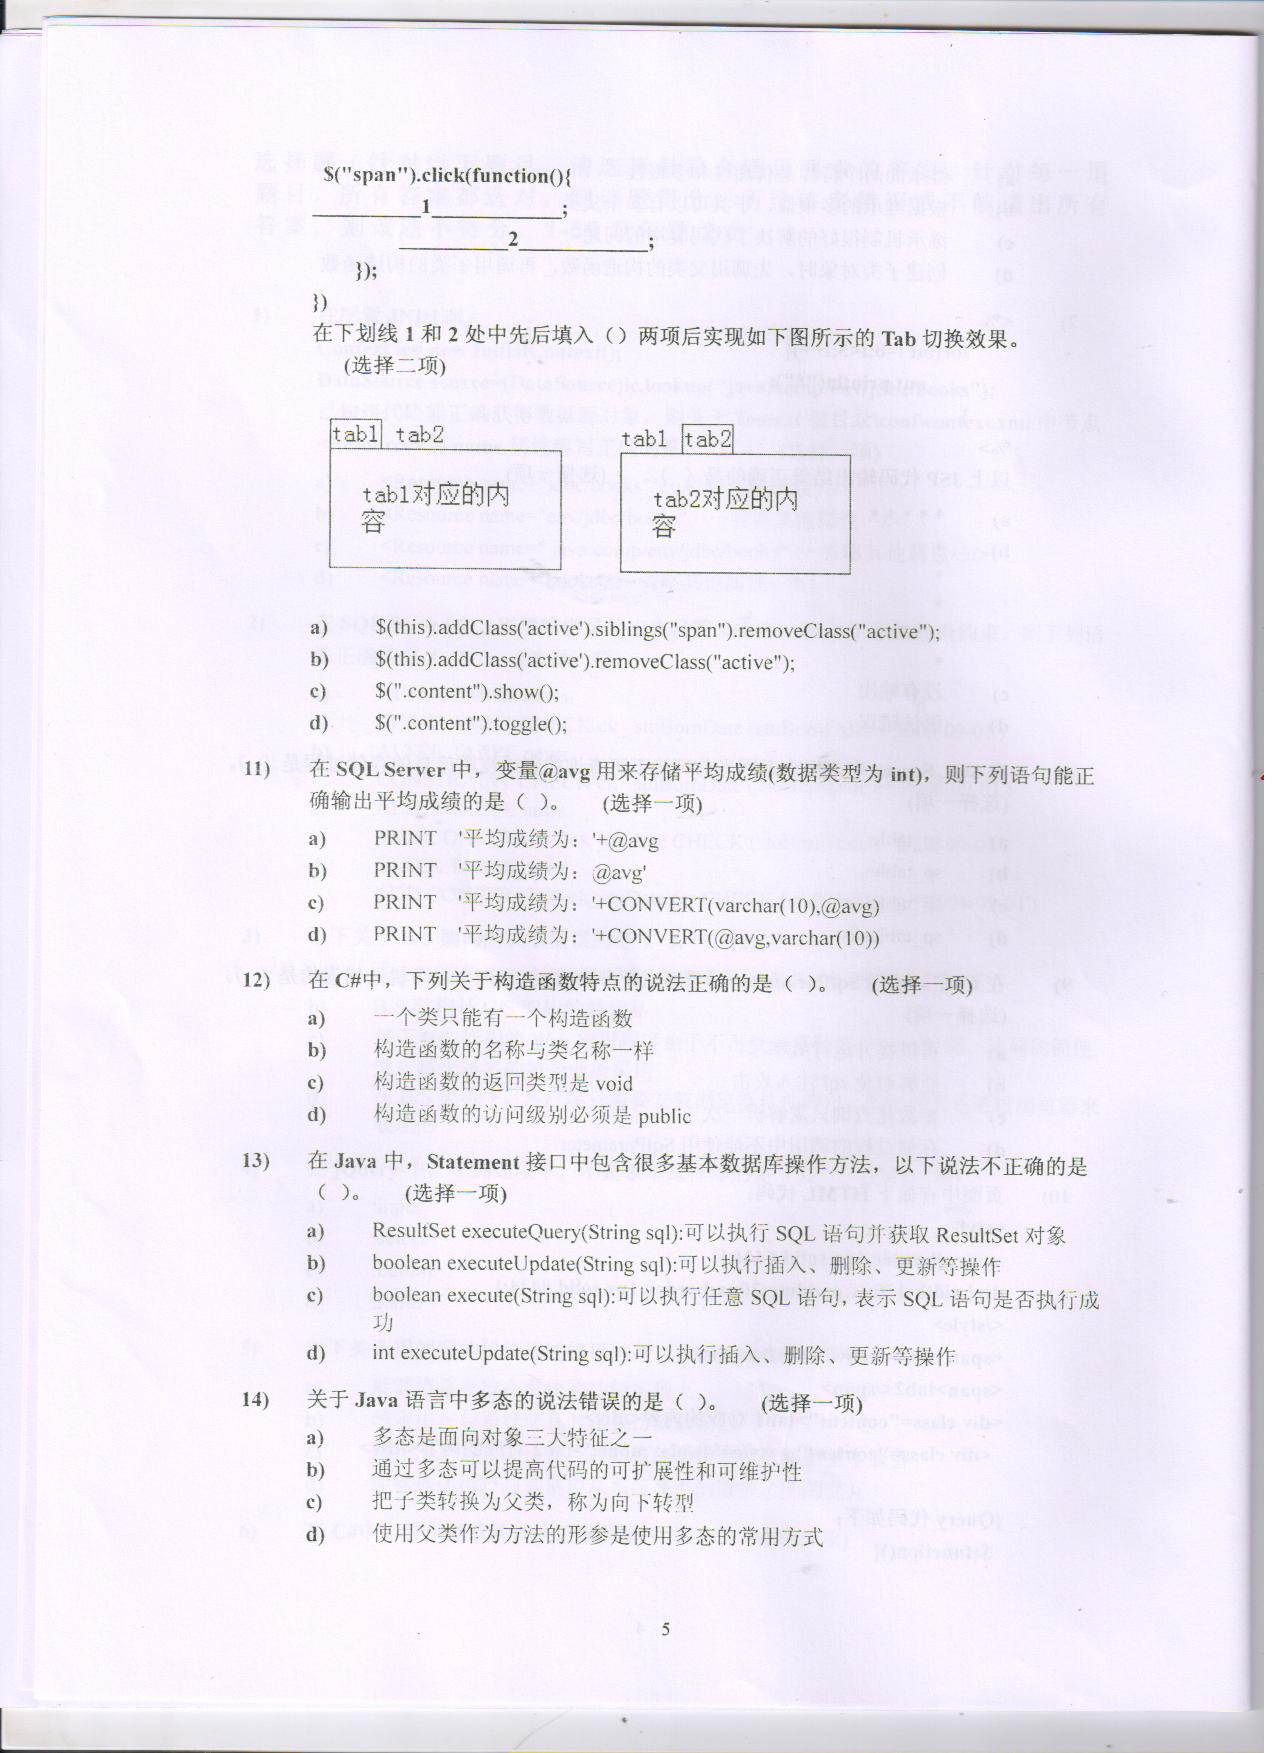 $("span").click(function(){
________1________;
________2________;
});
})
在下划线 1 和 2 处中先后填入（）两项后实现如下图所示的 Tab 切换效果。
(选择二项)
tab1 tab2
tab1对应的内
容
tab1 tab2
tab2对应的内
容
a) $(this).addClass('active').siblings("span").removeClass("active");
b) $(this).addClass('active').removeClass("active");
c) $(".content").show();
d) $(".content").toggle();
11) 在 SQL Server 中，变量@avg 用来存储平均成绩(数据类型为 int)，则下列语句能正
确输出平均成绩的是（ ）。 (选择一项)
a) PRINT '平均成绩为：'+@avg
b) PRINT '平均成绩为：@avg'
c) PRINT '平均成绩为：'+CONVERT(varchar(10),@avg)
d) PRINT '平均成绩为：'+CONVERT(@avg,varchar(10))
12) 在 C#中，下列关于构造函数特点的说法正确的是（ ）。 (选择一项)
a) 一个类只能有一个构造函数
b) 构造函数的名称与类名称一样
c) 构造函数的返回类型是 void
d) 构造函数的访问级别必须是 public
13) 在 Java 中，Statement 接口中包含很多基本数据库操作方法，以下说法不正确的是
（ ）。 (选择一项)
a) ResultSet executeQuery(String sql):可以执行 SQL 语句并获取 ResultSet 对象
b) boolean executeUpdate(String sql):可以执行插入、删除、更新等操作
c) boolean execute(String sql):可以执行任意 SQL 语句，表示 SQL 语句是否执行成
功
d) int executeUpdate(String sql):可以执行插入、删除、更新等操作
14) 关于 Java 语言中多态的说法错误的是（ ）。 (选择一项)
a) 多态是面向对象三大特征之一
b) 通过多态可以提高代码的可扩展性和可维护性
c) 把子类转换为父类，称为向下转型
d) 使用父类作为方法的形参是使用多态的常用方式
5